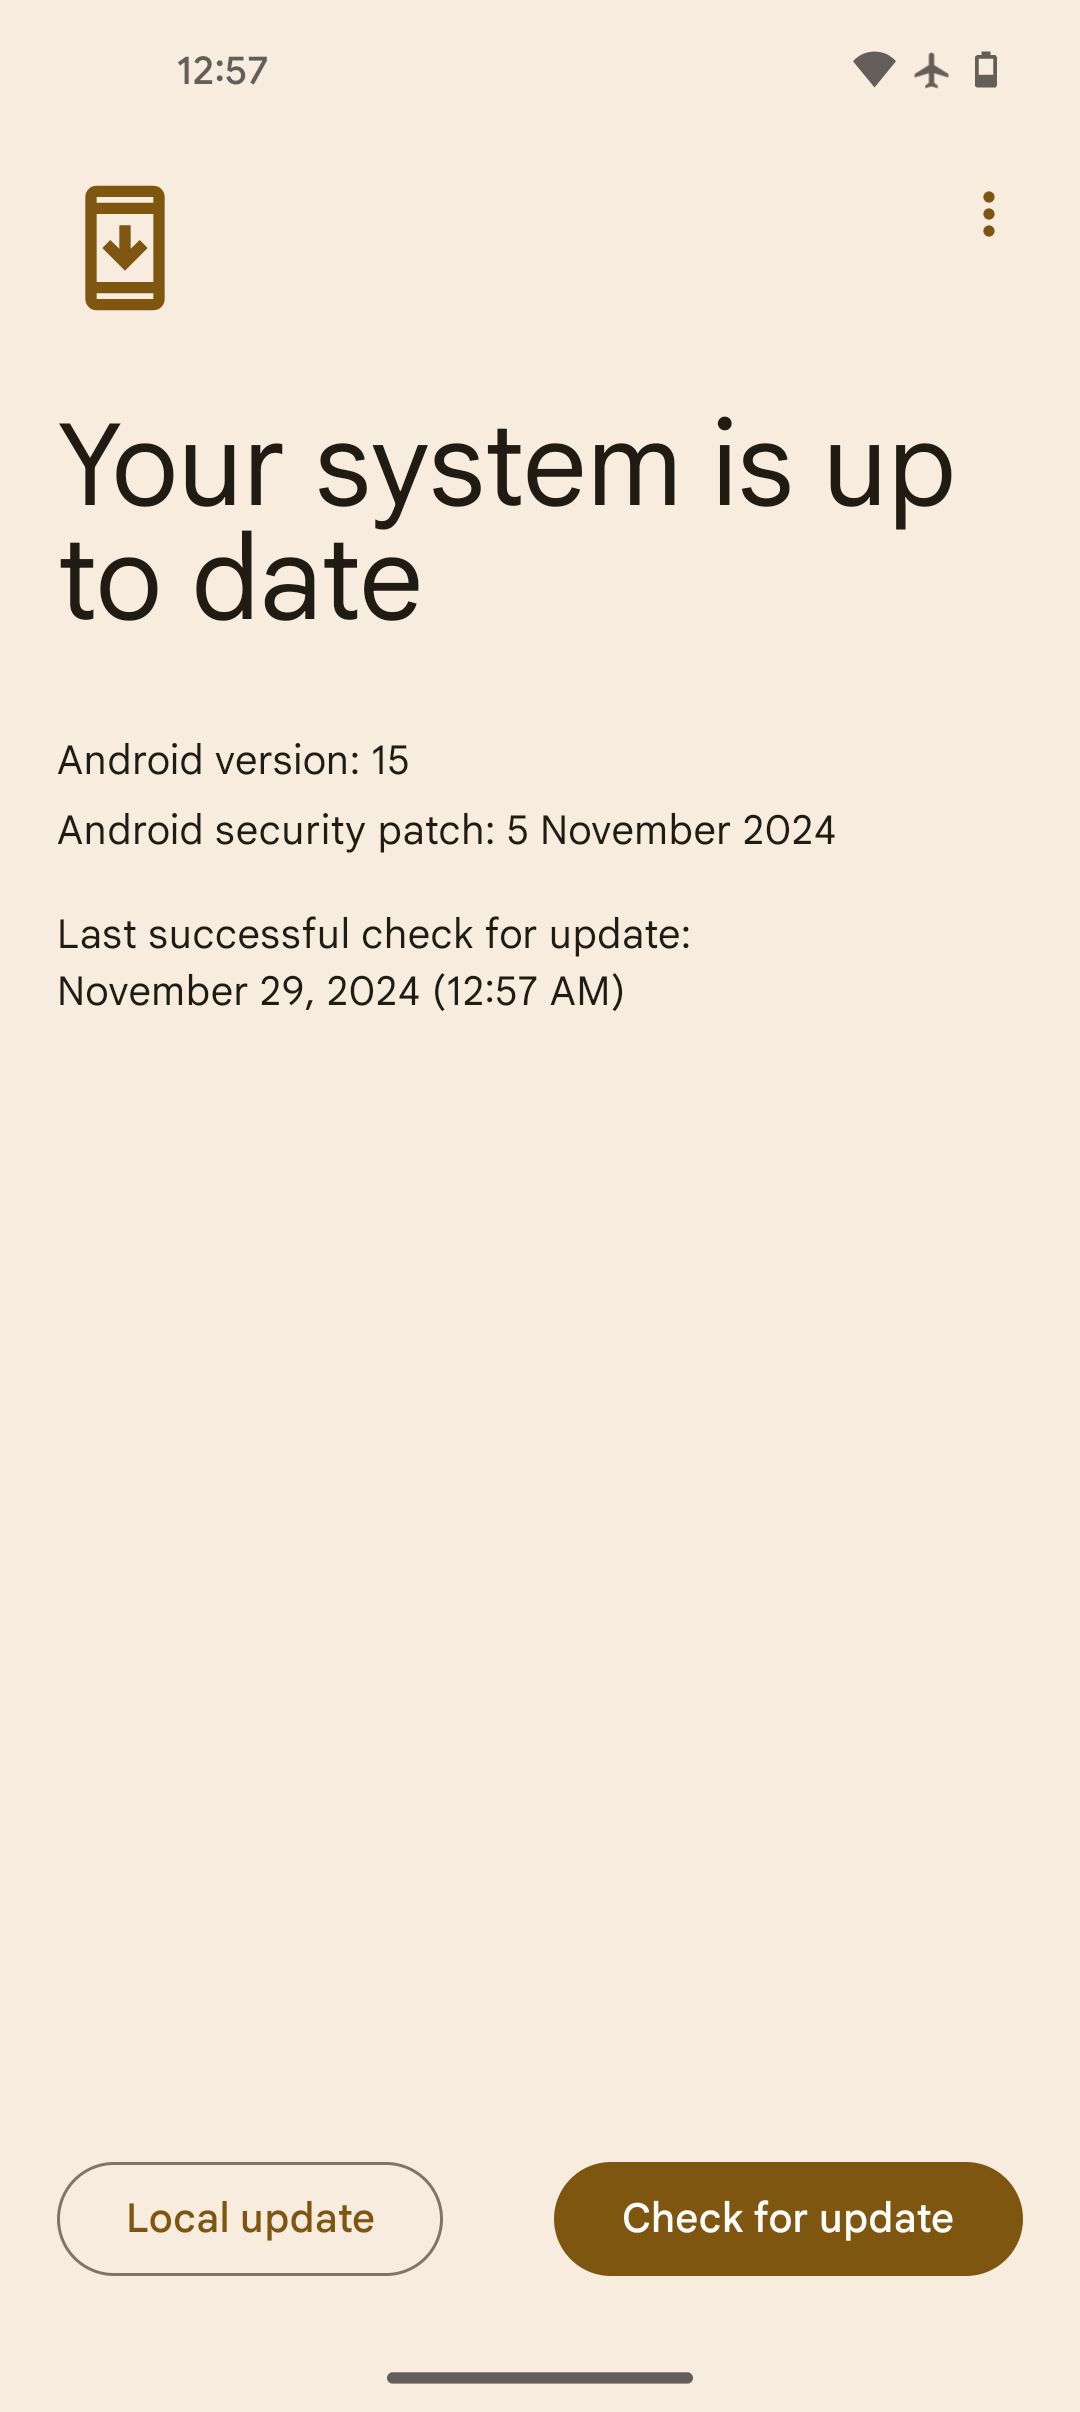 12:57
Your system is up
to date
Android version: 15
Android security patch: 5 November 2024
Last successful check for update:
November 29, 2024 (12:57 AM)
Local update
Check for update